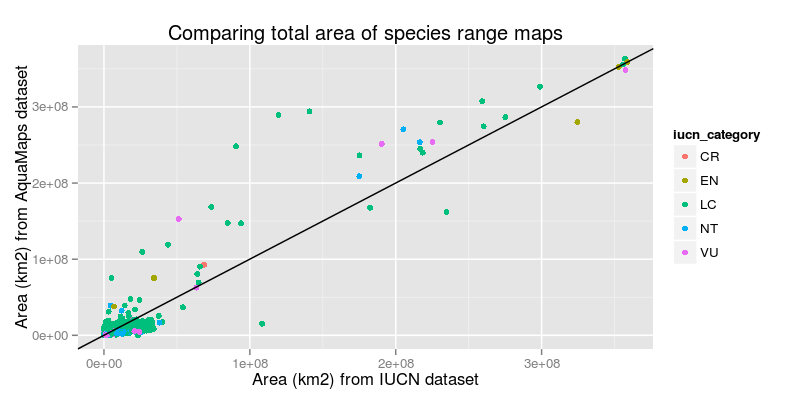 Comparing total area of species range maps
Area (km2) from AquaMaps dataset
3e+08
2e+08
1e+08
0e+00
0e+00 1e+08 2e+08 3e+08
Area (km2) from IUCN dataset
iucn_category
CR
EN
LC
NT
VU